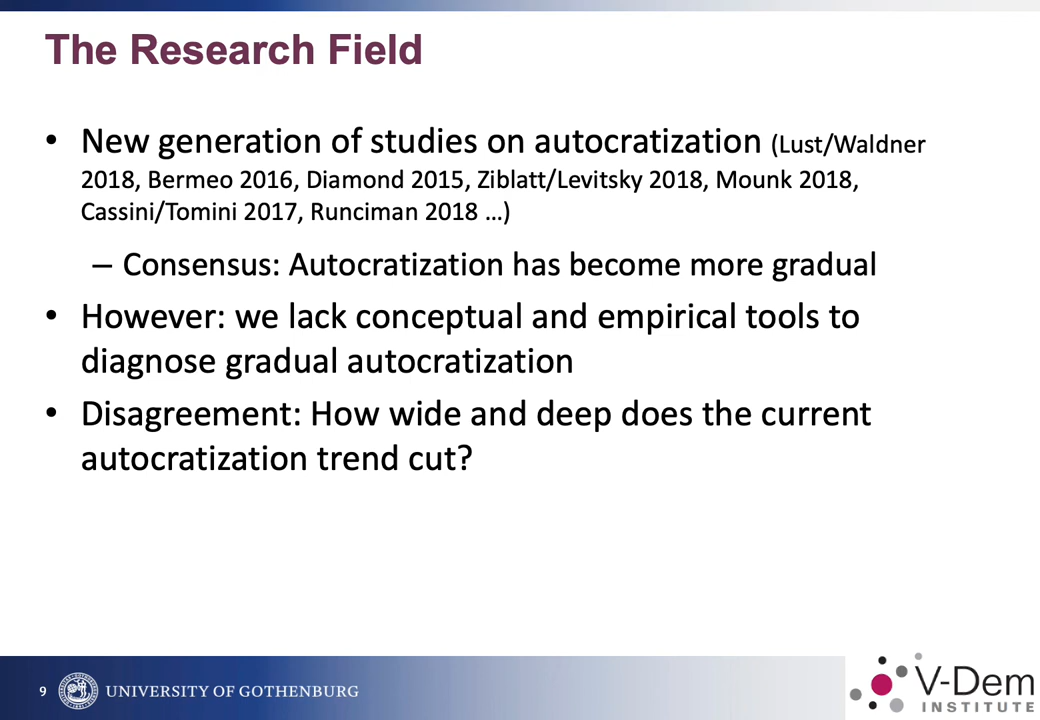 The Research Field
• New generation of studies on autocratization (Lust/Waldner
2018, Bermeo 2016, Diamond 2015, Ziblatt/Levitsky 2018, Mounk 2018,
Cassini/Tomini 2017, Runciman 2018 …)
– Consensus: Autocratization has become more gradual
• However: we lack conceptual and empirical tools to
diagnose gradual autocratization
• Disagreement: How wide and deep does the current
autocratization trend cut?
9
UNIVERSITY OF GOTHENBURG
V-Dem
INSTITUTE